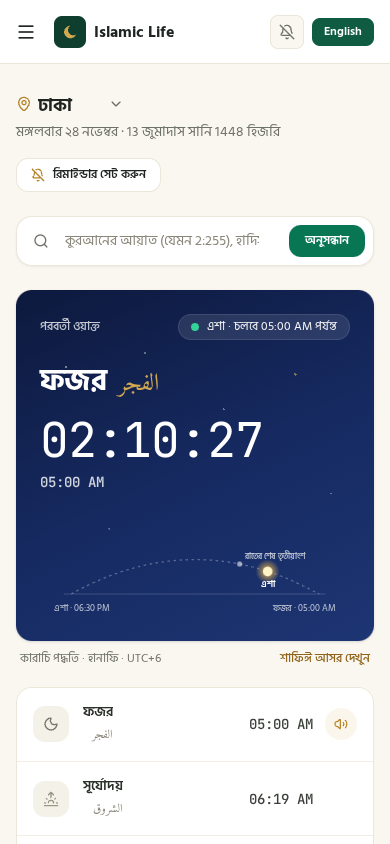 Islamic Life
English
ঢাকা
মঙ্গলবার ২৪ নভেম্বর · 13 জুমাদাস সানি 1448 হিজরি
রিমাইন্ডার সেট করুন
কুরআনের আয়াত (যেমন 2:255), হাদি
অনুসন্ধান
পরবর্তী ওয়াক্ত
এশা · চলবে 05:00 AM পর্যন্ত
ফজর الفجر
02:10:27
05:00 AM
রাতের শেষ তৃতীয়াংশ
এশা
এশা · 06:30 PM
ফজর · 05:00 AM
কারাচি পদ্ধতি · হানাফি · UTC+6
শাফিঈ আসর দেখুন
ফজর
الفجر
05:00 AM
সূর্যোদয়
الشروق
06:19 AM